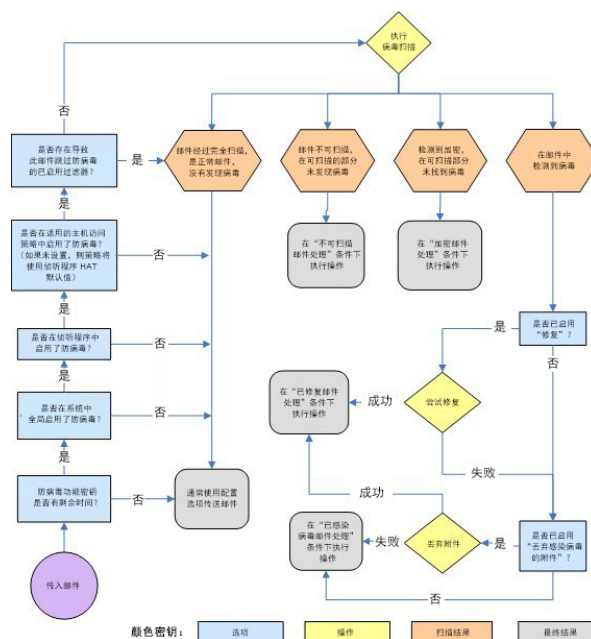 执行
病毒扫描
否
是否存在导致
此邮件跳过防病毒
的已启用过滤器？
是
邮件经过完全扫描，
是正常邮件，
没有发现病毒
邮件不可扫描，
在可扫描的部分
未发现病毒
检测到加密，
在可扫描部分
未找到病毒
在邮件中
检测到病毒
是
是否在适用的主机访问
策略中启用了防病毒？
（如果未设置，则策略将
使用侦听程序 HAT
默认值）
否
在“不可扫描
邮件处理”条件下
执行操作
在“加密邮件
处理”条件下
执行操作
是
是否在侦听程序中
启用了防病毒？
否
是
是否已启用
“修复”？
否
是
是否在系统中
全局启用了防病毒？
否
在“已修复邮件
处理”条件下
执行操作
成功
尝试修复
失败
是
防病毒功能密钥
是否有剩余时间？
否
通常使用配置
选项传送邮件
成功
在“已感染
病毒邮件处理”
条件下执行
操作
失败
丢弃附件
是
是否已启用
“丢弃感染病毒
的附件”？
否
传入邮件
颜色密钥：
选项
操作
扫描结果
最终结果